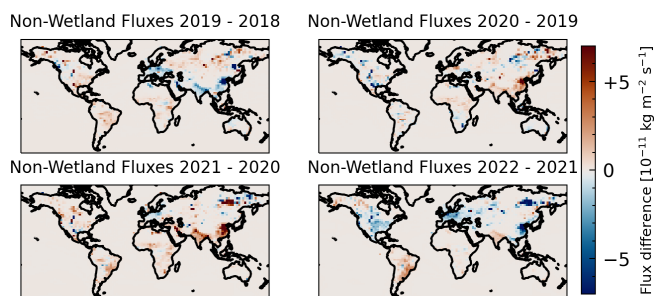 Non-Wetland Fluxes 2019 - 2018
Non-Wetland Fluxes 2020 - 2019
Non-Wetland Fluxes 2021 - 2020
Non-Wetland Fluxes 2022 - 2021
+5
0
−5
Flux difference [10⁻¹¹ kg m⁻² s⁻¹]